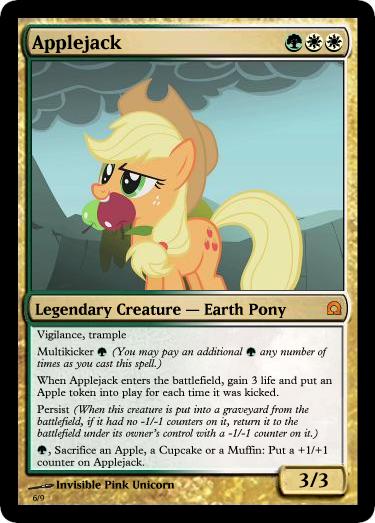 Applejack
Legendary Creature — Earth Pony
Vigilance, trample
Multikicker (You may pay an additional any number of
times as you cast this spell.)
When Applejack enters the battlefield, gain 3 life and put an
Apple token into play for each time it was kicked.
Persist (When this creature is put into a graveyard from the
battlefield, if it had no -1/-1 counters on it, return it to the
battlefield under its owner's control with a -1/-1 counter on it.)
, Sacrifice an Apple, a Cupcake or a Muffin: Put a +1/+1
counter on Applejack.
3/3
Invisible Pink Unicorn
6/9